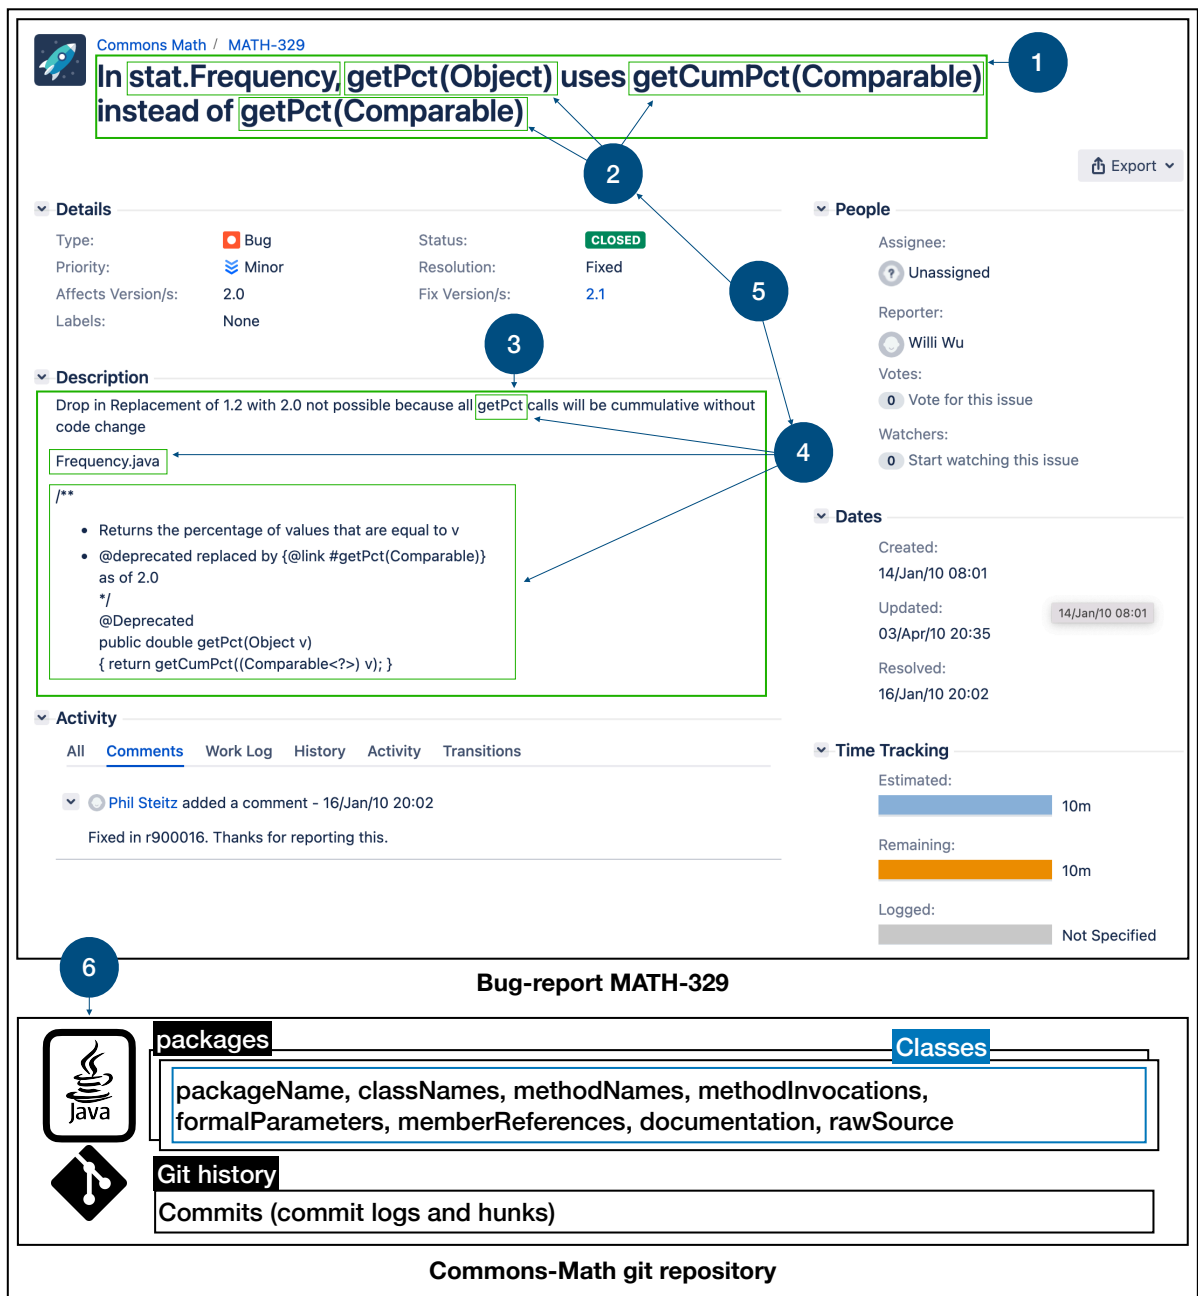 Commons Math / MATH-329
In stat.Frequency, getPct(Object) uses getCumPct(Comparable)
instead of getPct(Comparable)
1
2
Export
Details
Type:
Bug
Status:
CLOSED
Priority:
Minor
Resolution:
Fixed
Affects Version/s:
2.0
Fix Version/s:
2.1
Labels:
None
5
3
People
Assignee:
? Unassigned
Reporter:
Willi Wu
Votes:
0 Vote for this issue
Watchers:
0 Start watching this issue
Description
Drop in Replacement of 1.2 with 2.0 not possible because all getPct calls will be cummulative without
code change
4
Frequency.java
/**
• Returns the percentage of values that are equal to v
• @deprecated replaced by {@link #getPct(Comparable)}
as of 2.0
*/
@Deprecated
public double getPct(Object v)
{ return getCumPct((Comparable<?>) v); }
Dates
Created:
14/Jan/10 08:01
Updated:
14/Jan/10 08:01
03/Apr/10 20:35
Resolved:
16/Jan/10 20:02
Activity
All Comments Work Log History Activity Transitions
Phil Steitz added a comment - 16/Jan/10 20:02
Fixed in r900016. Thanks for reporting this.
Time Tracking
Estimated:
10m
Remaining:
10m
Logged:
Not Specified
6
Bug-report MATH-329
Java
packages
Classes
packageName, classNames, methodNames, methodInvocations,
formalParameters, memberReferences, documentation, rawSource
Git history
Commits (commit logs and hunks)
Commons-Math git repository